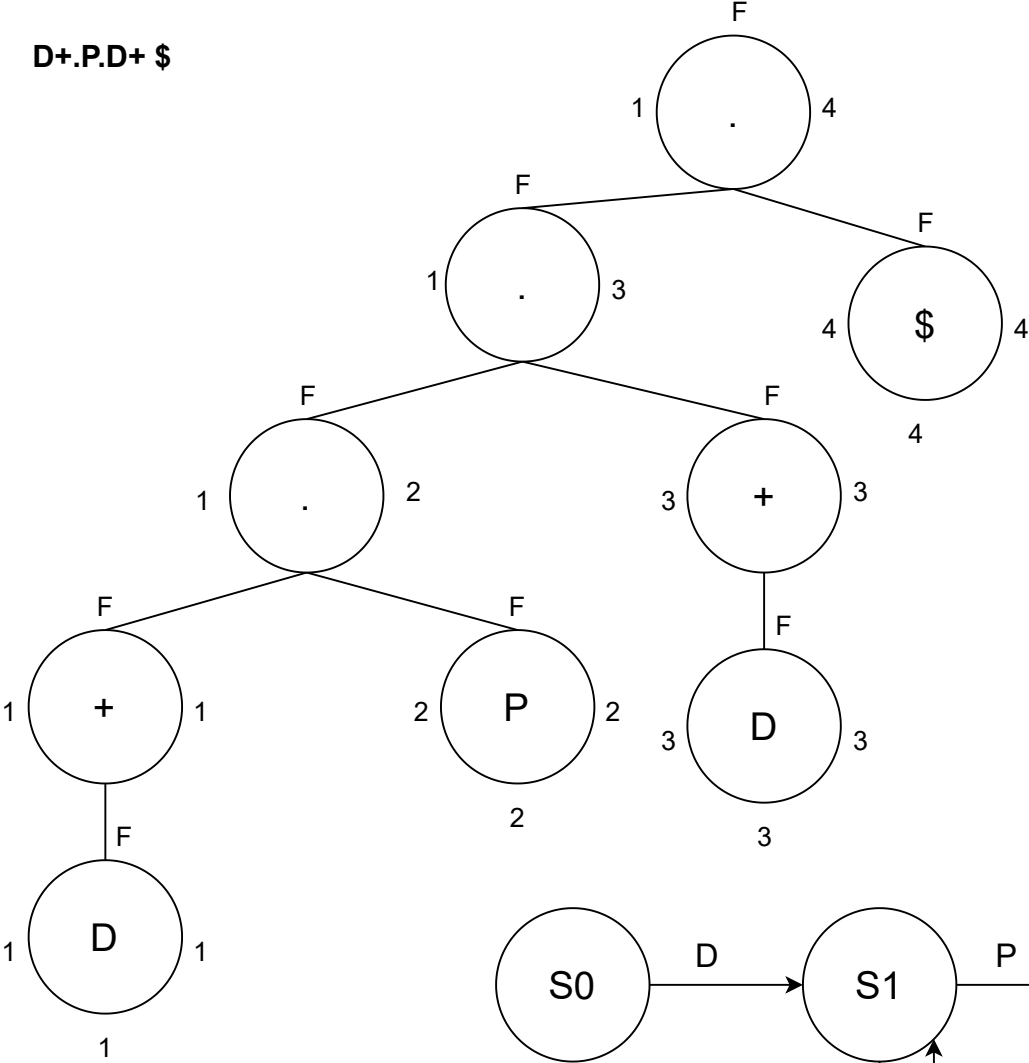 F
D+.P.D+ $
1 . 4
F
F
1 . 3
4 $ 4
F
F
4
1 . 2
3 + 3
F
F
F
1 + 1
2 P 2
3 D 3
2
F
3
1 D 1
D
P
S0
S1
1